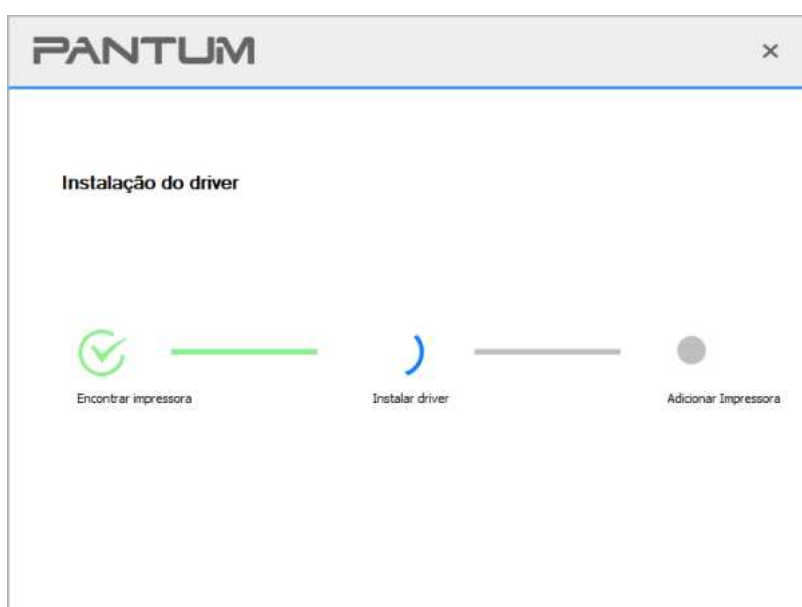 PANTUM
Instalação do driver
Encontrar impressora
Instalar driver
Adicionar Impressora